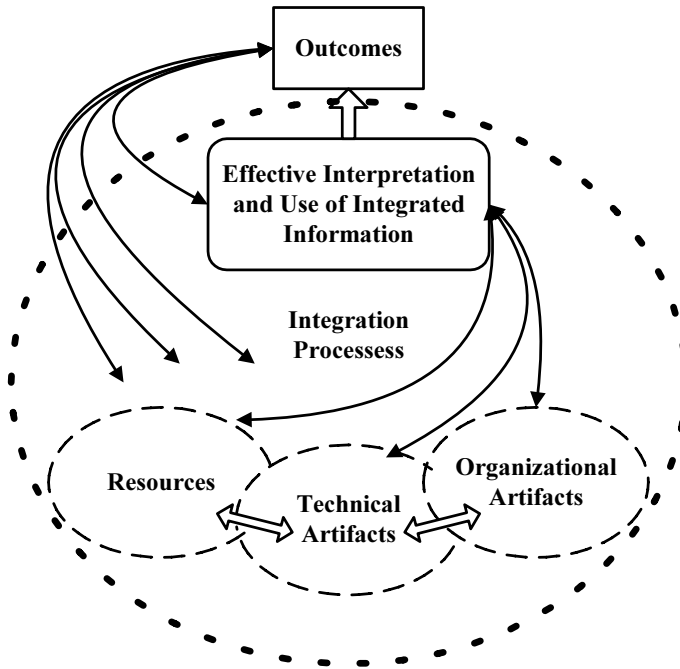 Outcomes
Effective Interpretation
and Use of Integrated
Information
Integration
Processess
Resources
Technical
Artifacts
Organizational
Artifacts